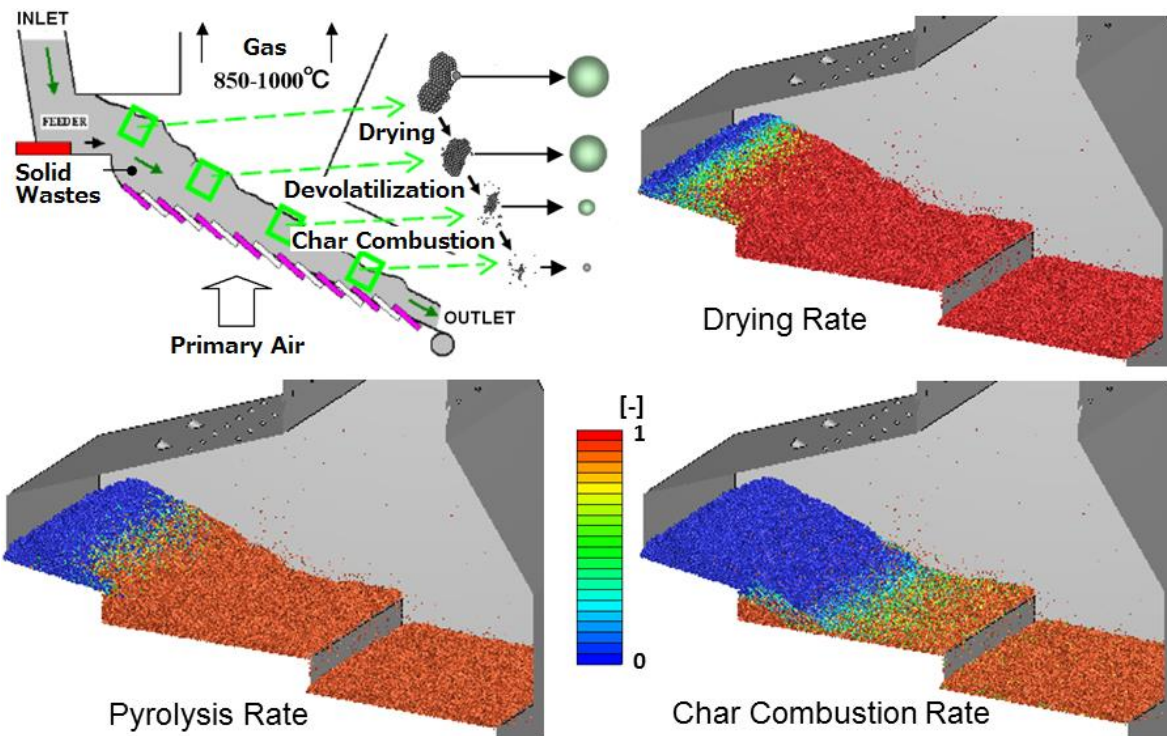 INLET
Gas
850-1000℃
FEEDER
Drying
Solid
Wastes
Devolatilization
Char Combustion
OUTLET
Primary Air
Drying Rate
[-]
1
0
Pyrolysis Rate
Char Combustion Rate